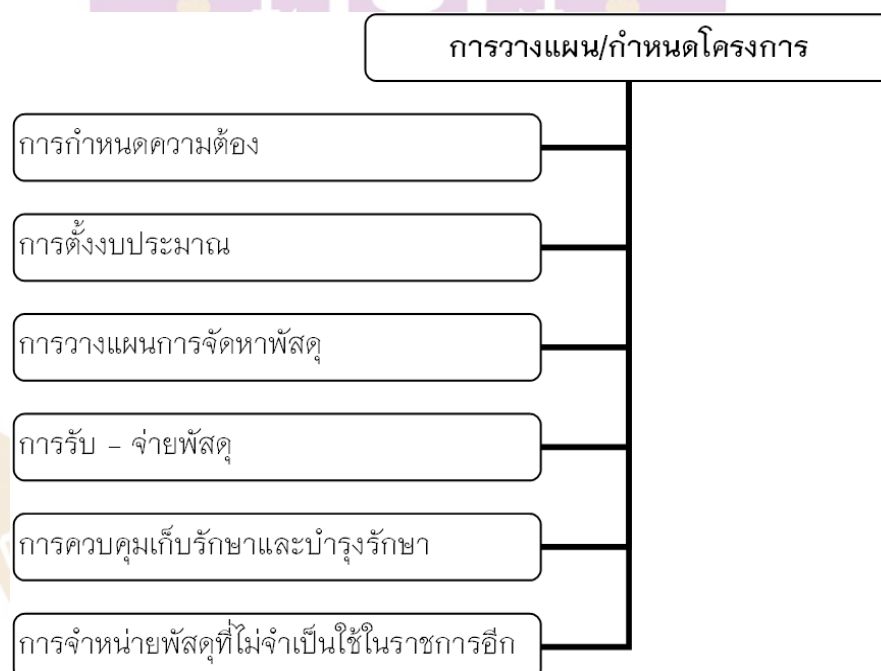 การวางแผน/กำหนดโครงการ
การกำหนดความต้อง
การตั้งงบประมาณ
การวางแผนการจัดหาพัสดุ
การรับ - จ่ายพัสดุ
การควบคุมเก็บรักษาและบำรุงรักษา
การจำหน่ายพัสดุที่ไม่จำเป็นใช้ในราชการอีก